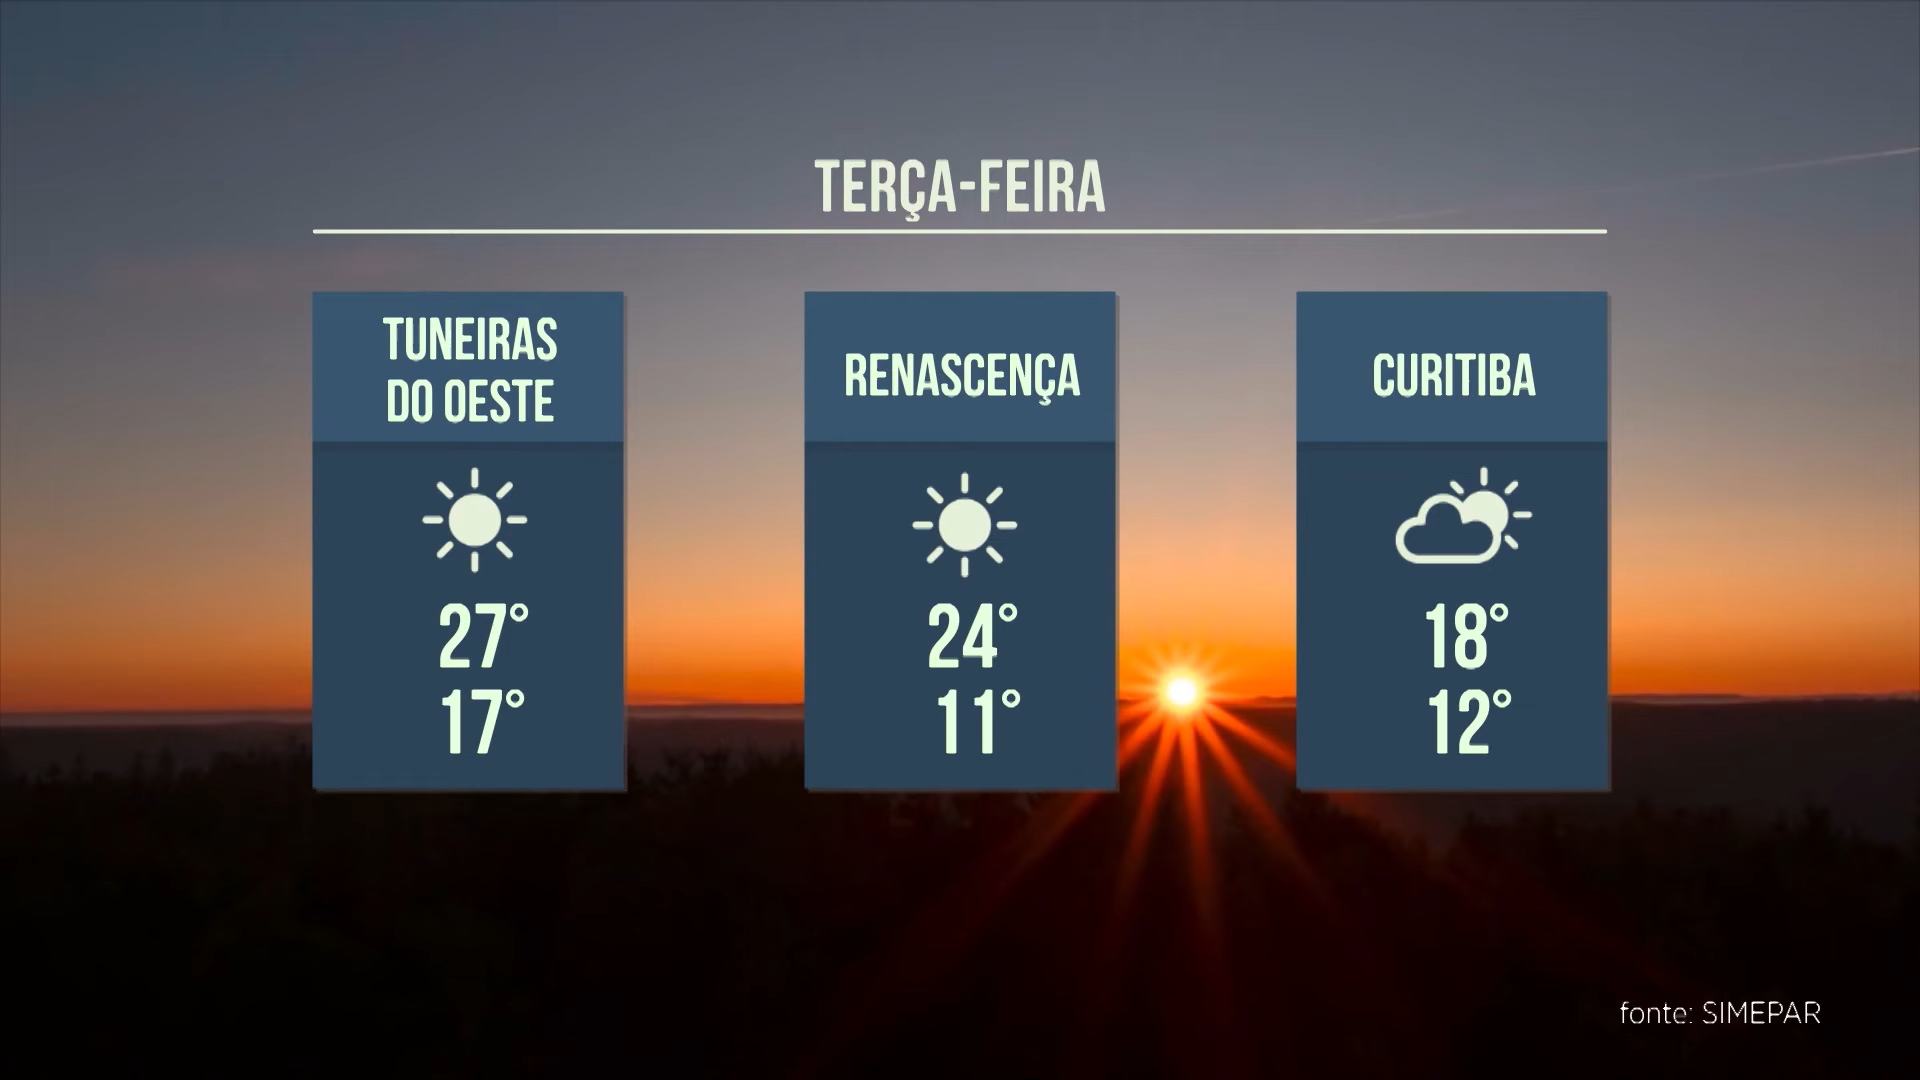 TERÇA-FEIRA
TUNEIRAS
DO OESTE
27°
17°
RENASCENÇA
24°
11°
CURITIBA
18°
12°
fonte: SIMEPAR